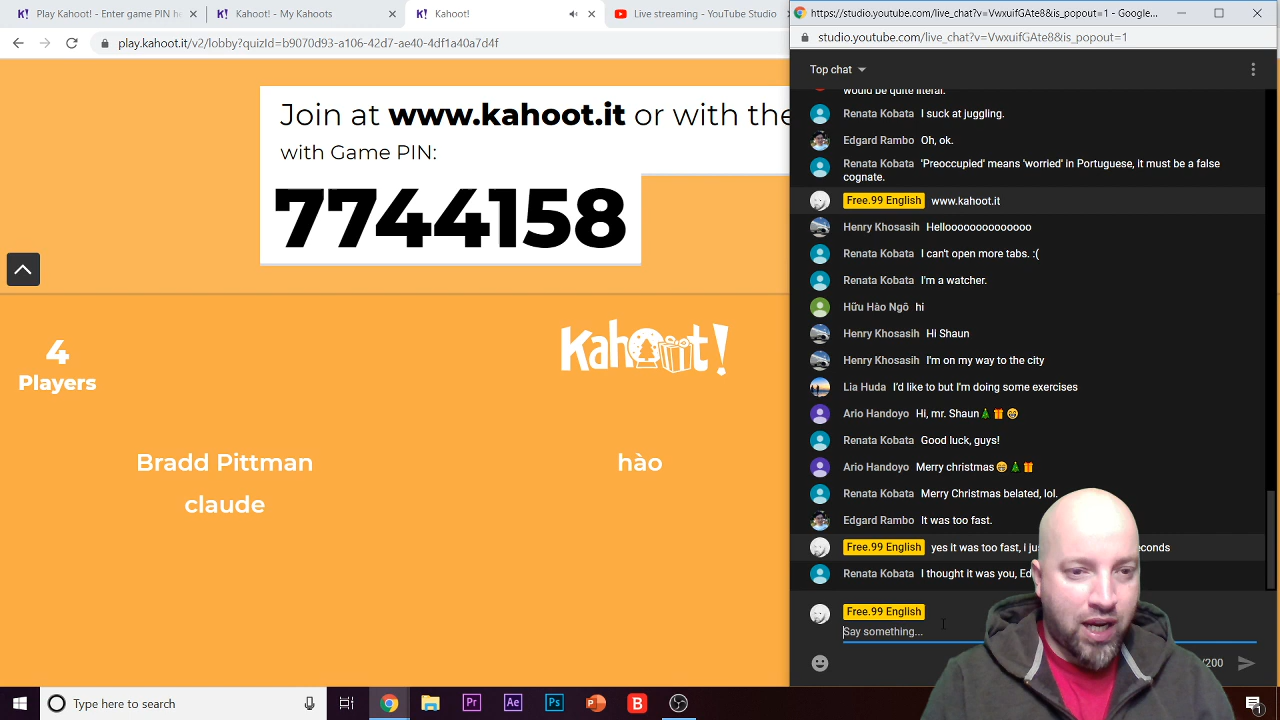 Play Kahoot! - Enter game PIN he
Kahoot! - My Kahoots
Kahoot!
Live streaming - YouTube Studio
https://studio.youtube.com/live_chat?v=VwxuifGAte8&is_popout=1 - Google...
play.kahoot.it/v2/lobby?quizId=b9070d93-a106-42d7-ae40-4df1a40a7d4f
studio.youtube.com/live_chat?v=VwxuifGAte8&is_popout=1
Join at www.kahoot.it or with the
with Game PIN:
7744158
4
Players
Kahoot!
Bradd Pittman
hào
claude
Top chat
would be quite literal.
Renata Kobata I suck at juggling.
Edgard Rambo Oh, ok.
Renata Kobata 'Preoccupied' means 'worried' in Portuguese, it must be a false
cognate.
Free.99 English www.kahoot.it
Henry Khosasih Hellooooooooooooo
Renata Kobata I can't open more tabs. :(
Renata Kobata I'm a watcher.
Hữu Hào Ngô hi
Henry Khosasih Hi Shaun
Henry Khosasih I'm on my way to the city
Lia Huda I'd like to but I'm doing some exercises
Ario Handoyo Hi, mr. Shaun🎄🎁😁
Renata Kobata Good luck, guys!
Ario Handoyo Merry christmas 😁🎄🎁
Renata Kobata Merry Christmas belated, lol.
Edgard Rambo It was too fast.
Free.99 English yes it was too fast, i econds
Renata Kobata I thought it was you,
Free.99 English
Say something...
/200
Type here to search
Pr
Ae
Ps
P
B
1